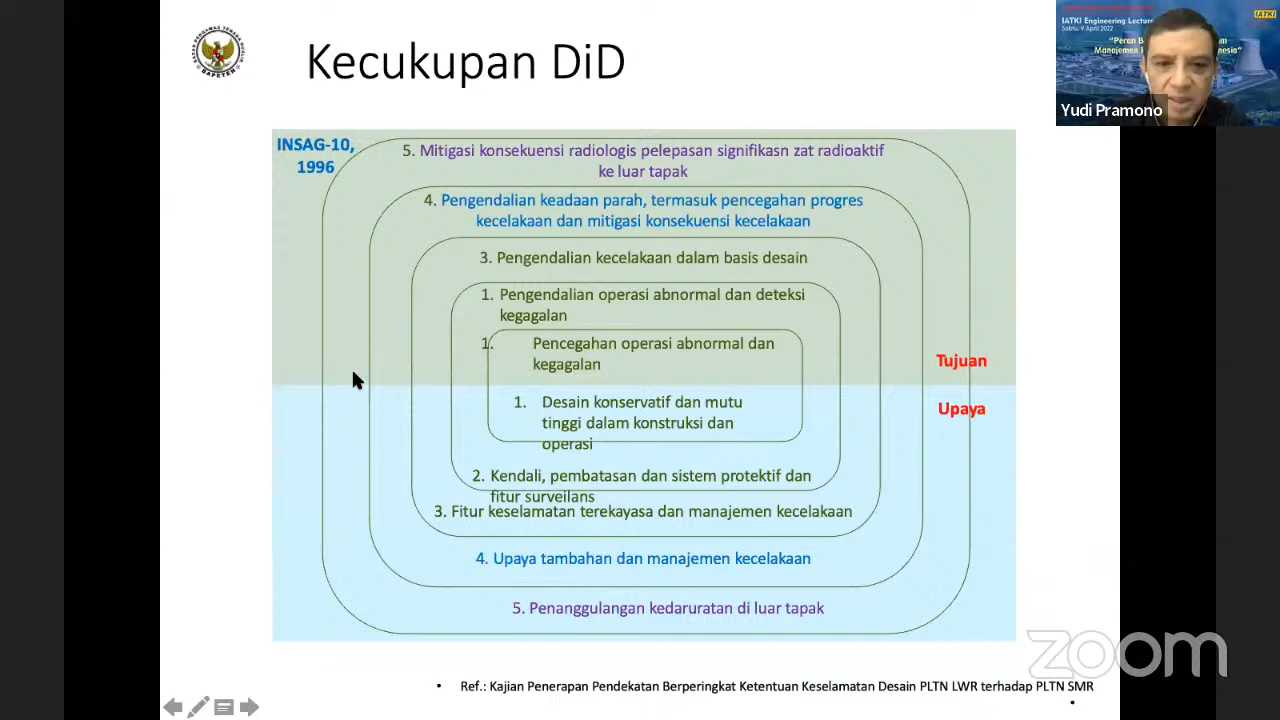 Kecukupan DiD
BAPETEN
IATKI
IATKI Engineering Lectur
Sabtu, 9 April 2022
"Peran B
Manajemen
Yudi Pramono
INSAG-10,
1996
5. Mitigasi konsekuensi radiologis pelepasan signifikasn zat radioaktif
ke luar tapak
4. Pengendalian keadaan parah, termasuk pencegahan progres
kecelakaan dan mitigasi konsekuensi kecelakaan
3. Pengendalian kecelakaan dalam basis desain
1. Pengendalian operasi abnormal dan deteksi
kegagalan
1. Pencegahan operasi abnormal dan
kegagalan
Tujuan
Upaya
1. Desain konservatif dan mutu
tinggi dalam konstruksi dan
operasi
2. Kendali, pembatasan dan sistem protektif dan
fitur surveilans
3. Fitur keselamatan terekayasa dan manajemen kecelakaan
4. Upaya tambahan dan manajemen kecelakaan
5. Penanggulangan kedaruratan di luar tapak
zoom
• Ref.: Kajian Penerapan Pendekatan Berperingkat Ketentuan Keselamatan Desain PLTN LWR terhadap PLTN SMR